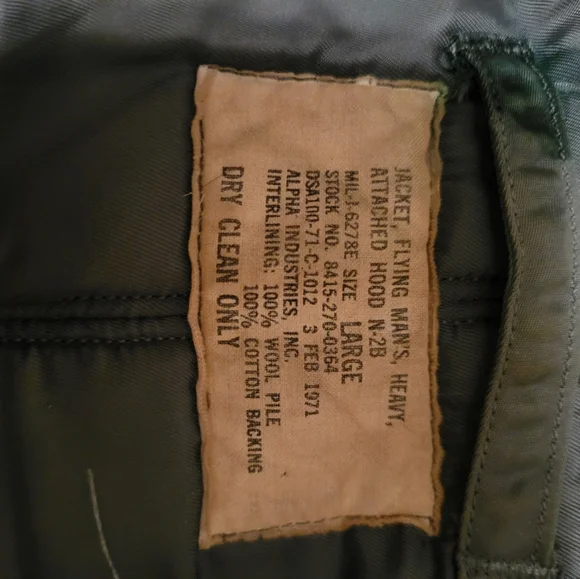 JACKET, FLYING MAN'S, HEAVY,
ATTACHED HOOD N-2B
MIL-J-6278E SIZE LARGE
STOCK NO. 8415-270-0364
DSA100-71-C-1012 3 FEB 1971
ALPHA INDUSTRIES, INC.
INTERLINING: 100% WOOL PILE
100% COTTON BACKING
DRY CLEAN ONLY